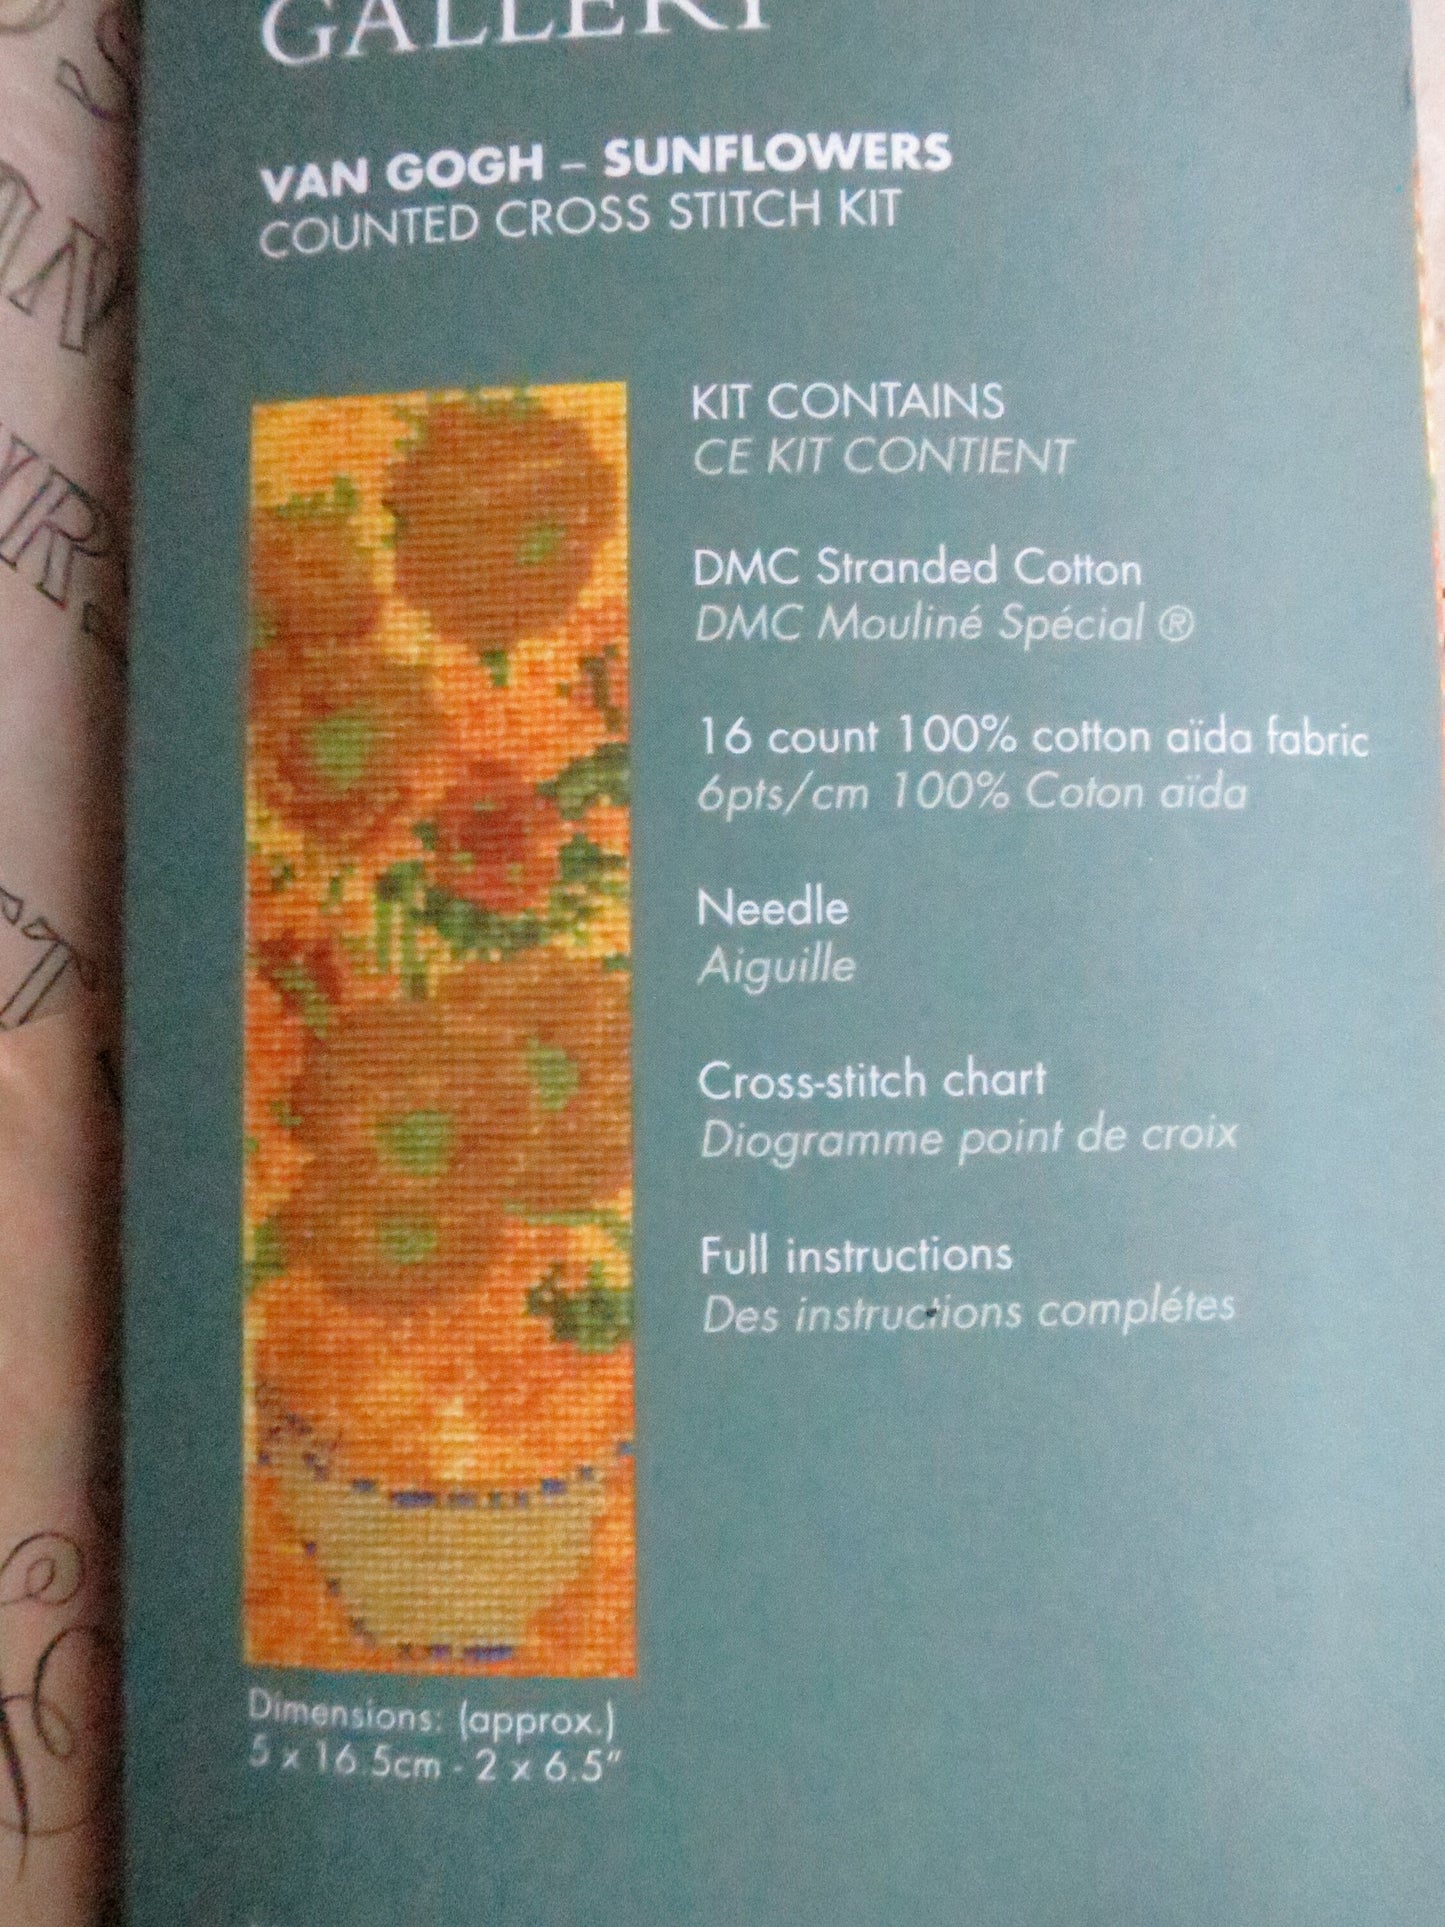 GALLERY
VAN GOGH – SUNFLOWERS
COUNTED CROSS STITCH KIT
KIT CONTAINS
CE KIT CONTIENT
DMC Stranded Cotton
DMC Mouliné Spécial ®
16 count 100% cotton aïda fabric
6pts/cm 100% Coton aïda
Needle
Aiguille
Cross-stitch chart
Diogramme point de croix
Full instructions
Des instructions complétes
Dimensions: (approx.)
5 x 16.5cm - 2 x 6.5"